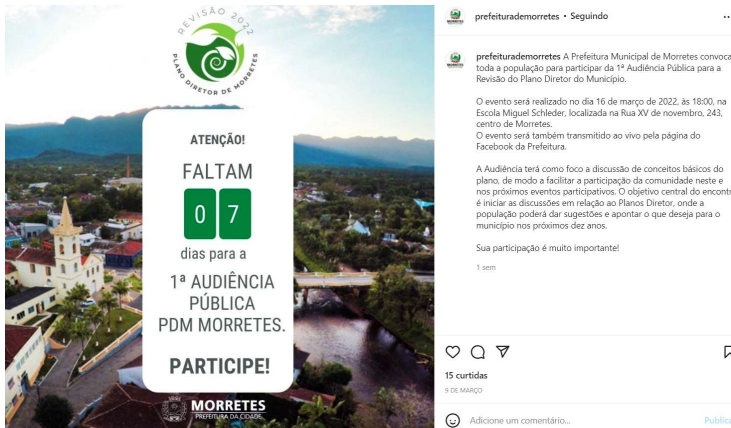 REVISÃO 2022
PLANO DIRETOR DE MORRETES
ATENÇÃO!
FALTAM
0 7
dias para a
1ª AUDIÊNCIA
PÚBLICA
PDM MORRETES.
PARTICIPE!
MORRETES
PREFEITURA DA CIDADE
prefeiturademorretes • Seguindo
prefeiturademorretes A Prefeitura Municipal de Morretes convoca
toda a população para participar da 1ª Audiência Pública para a
Revisão do Plano Diretor do Município.
O evento será realizado no dia 16 de março de 2022, às 18:00, na
Escola Miguel Schleder, localizada na Rua XV de novembro, 243,
centro de Morretes.
O evento será também transmitido ao vivo pela página do
Facebook da Prefeitura.
A Audiência terá como foco a discussão de conceitos básicos do
plano, de modo a facilitar a participação da comunidade neste e
nos próximos eventos participativos. O objetivo central do encontr
é iniciar as discussões em relação ao Planos Diretor, onde a
população poderá dar sugestões e apontar o que deseja para o
município nos próximos dez anos.
Sua participação é muito importante!
1 sem
15 curtidas
9 DE MARÇO
Adicione um comentário...
Publica